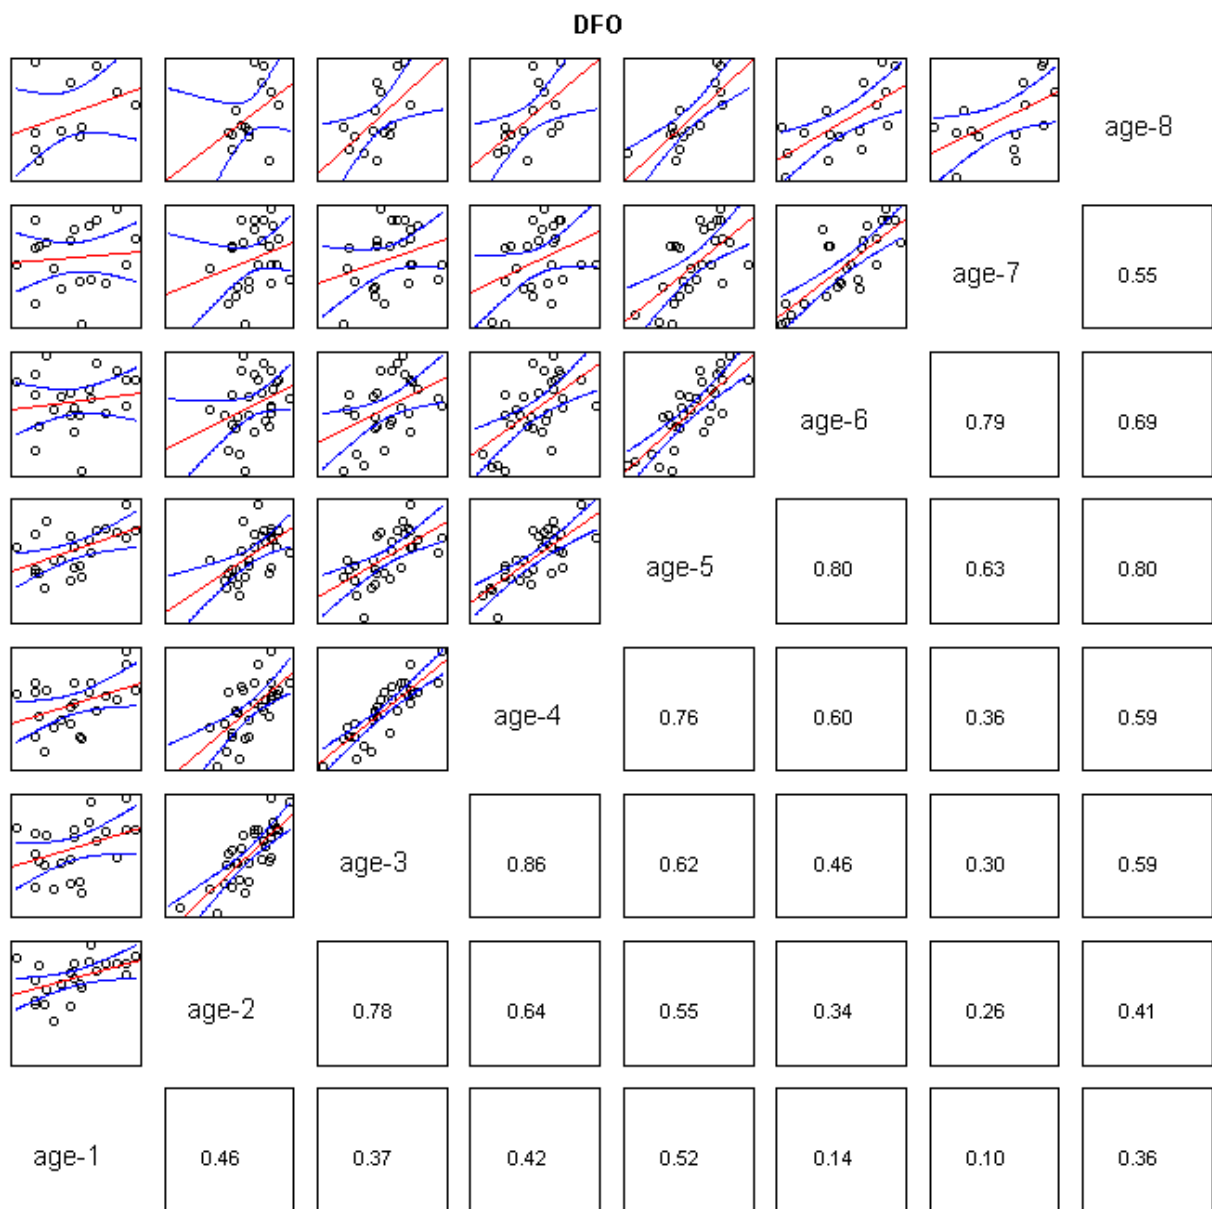 DFO
age-8
age-7 0.55
age-6 0.79 0.69
age-5 0.80 0.63 0.80
age-4 0.76 0.60 0.36 0.59
age-3 0.86 0.62 0.46 0.30 0.59
age-2 0.78 0.64 0.55 0.34 0.26 0.41
age-1 0.46 0.37 0.42 0.52 0.14 0.10 0.36